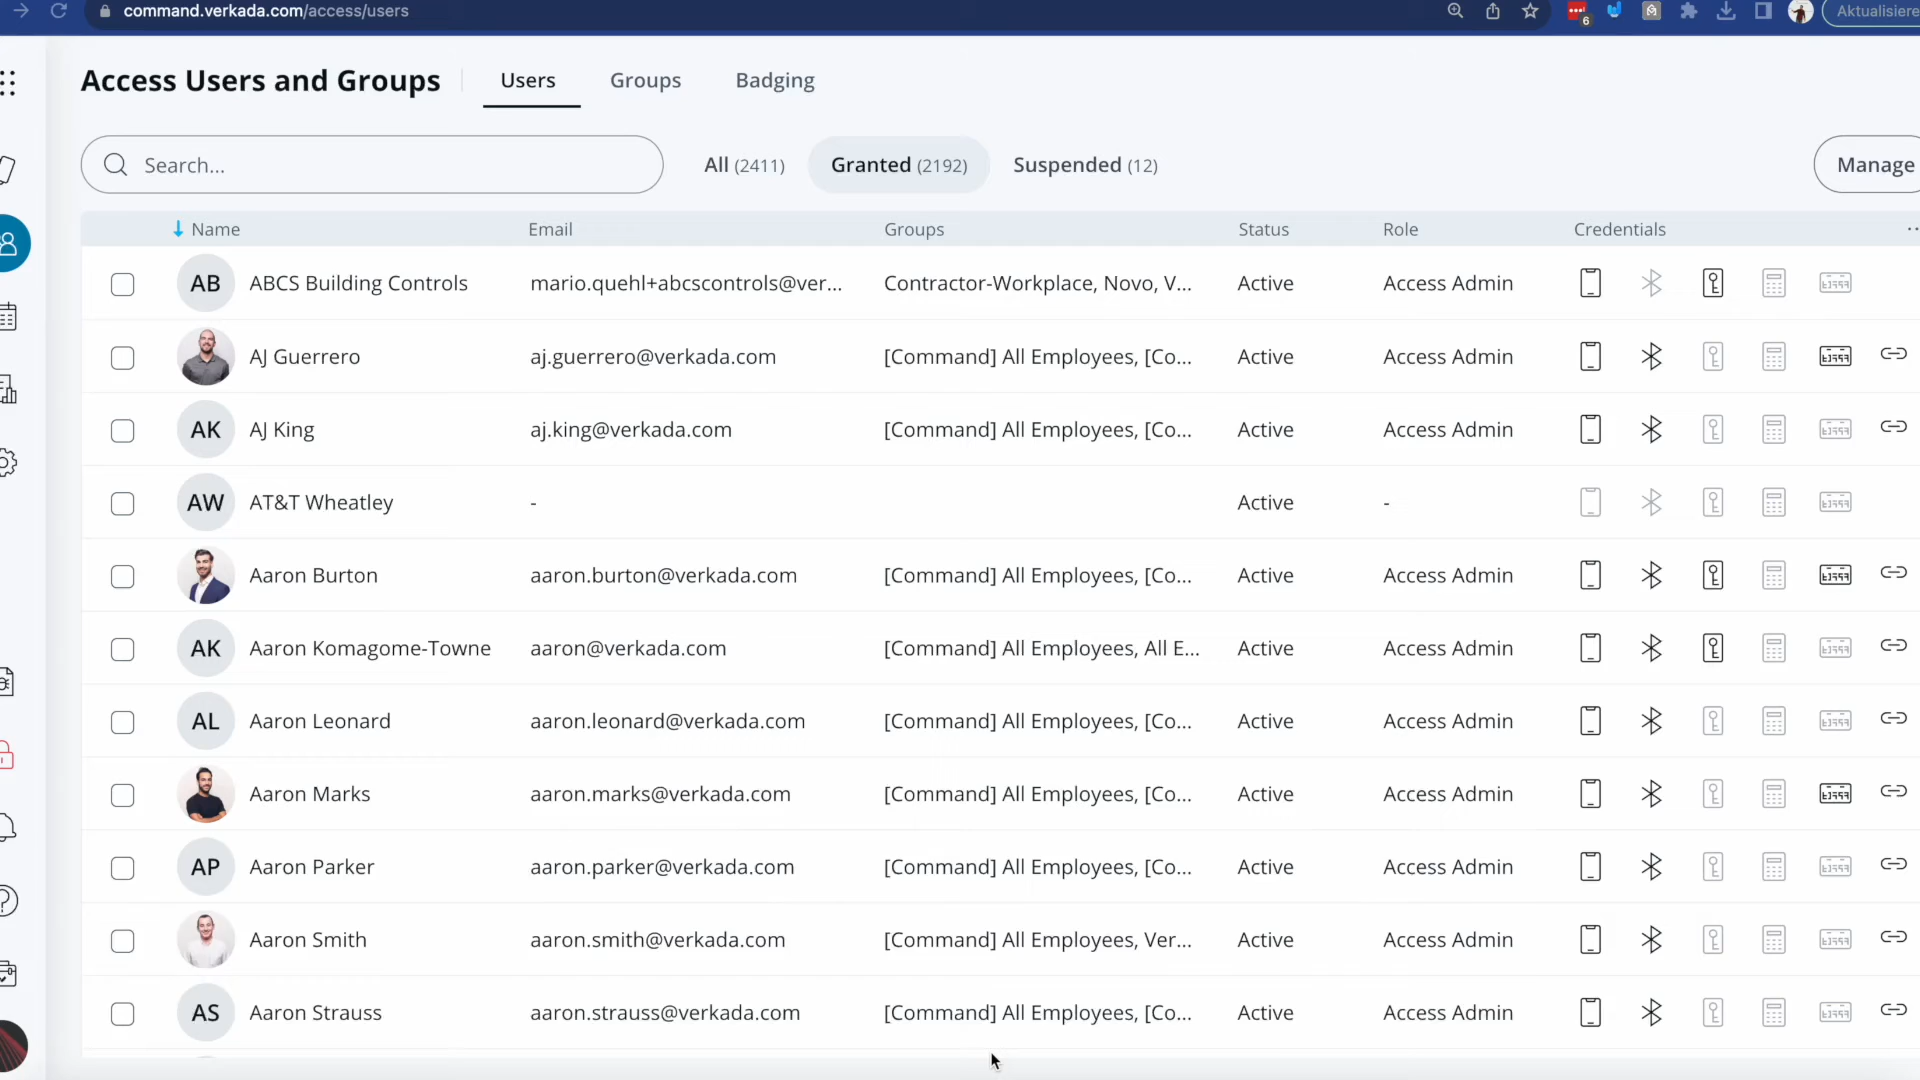 command.verkada.com/access/users
6
Aktualisiere
Access Users and Groups
Users
Groups
Badging
Search...
All (2411)
Granted (2192)
Suspended (12)
Manage
Name Email Groups Status Role Credentials
AB ABCS Building Controls mario.quehl+abcscontrols@ver... Contractor-Workplace, Novo, V... Active Access Admin
AJ Guerrero aj.guerrero@verkada.com [Command] All Employees, [Co... Active Access Admin
AK AJ King aj.king@verkada.com [Command] All Employees, [Co... Active Access Admin
AW AT&T Wheatley - Active -
Aaron Burton aaron.burton@verkada.com [Command] All Employees, [Co... Active Access Admin
AK Aaron Komagome-Towne aaron@verkada.com [Command] All Employees, All E... Active Access Admin
AL Aaron Leonard aaron.leonard@verkada.com [Command] All Employees, [Co... Active Access Admin
Aaron Marks aaron.marks@verkada.com [Command] All Employees, [Co... Active Access Admin
AP Aaron Parker aaron.parker@verkada.com [Command] All Employees, [Co... Active Access Admin
Aaron Smith aaron.smith@verkada.com [Command] All Employees, Ver... Active Access Admin
AS Aaron Strauss aaron.strauss@verkada.com [Command] All Employees, [Co... Active Access Admin